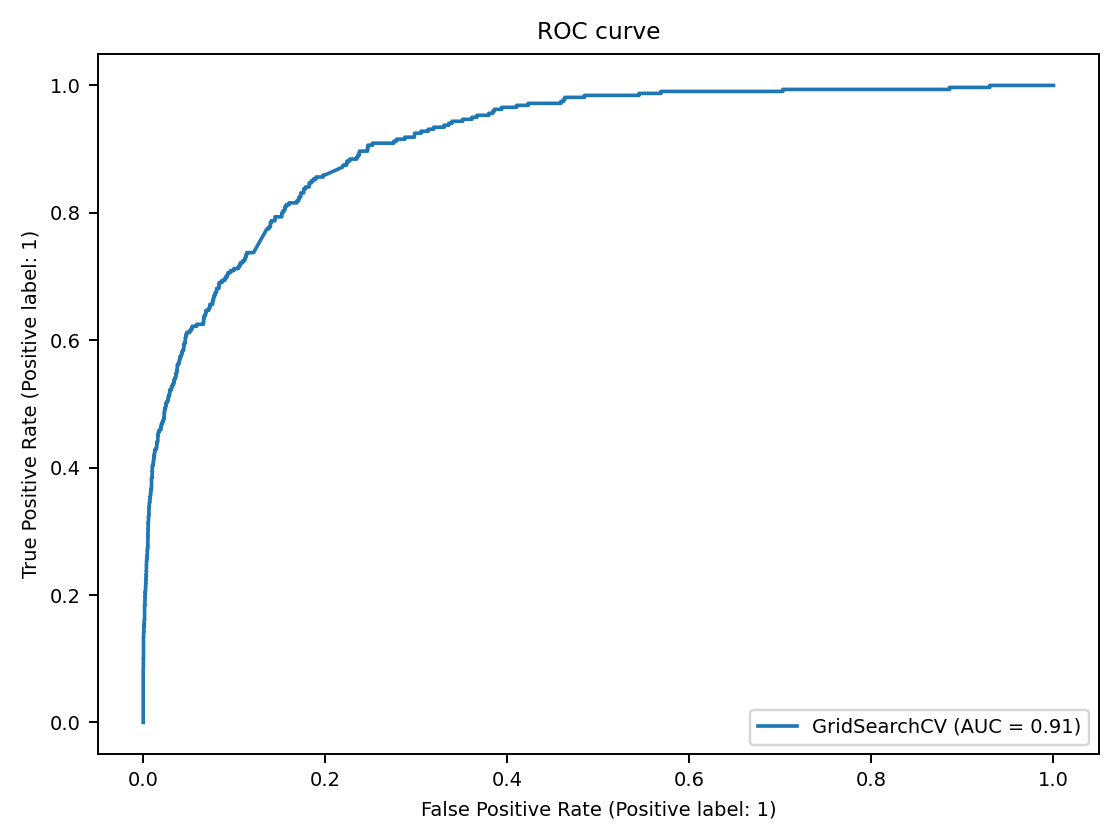 ROC curve
True Positive Rate (Positive label: 1)
1.0
0.8
0.6
0.4
0.2
0.0
GridSearchCV (AUC = 0.91)
0.0 0.2 0.4 0.6 0.8 1.0
False Positive Rate (Positive label: 1)